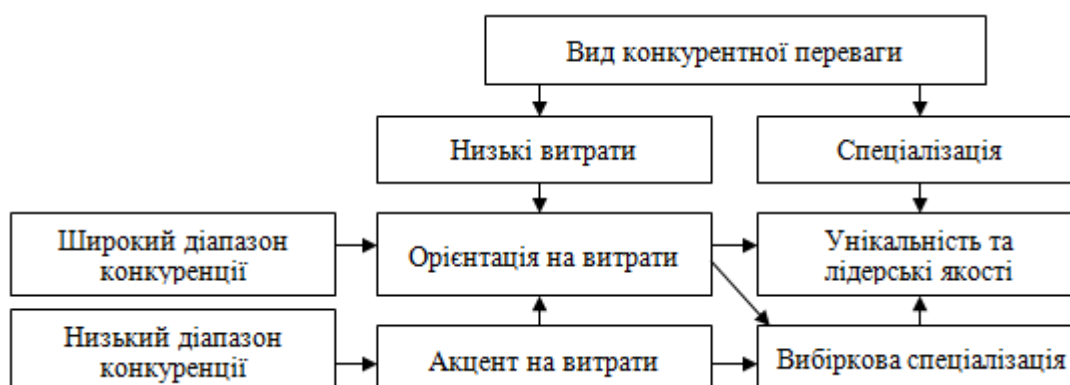 Вид конкурентної переваги
Низькі витрати
Спеціалізація
Широкий діапазон
конкуренції
Орієнтація на витрати
Унікальність та
лідерські якості
Низький діапазон
конкуренції
Акцент на витрати
Вибіркова спеціалізація